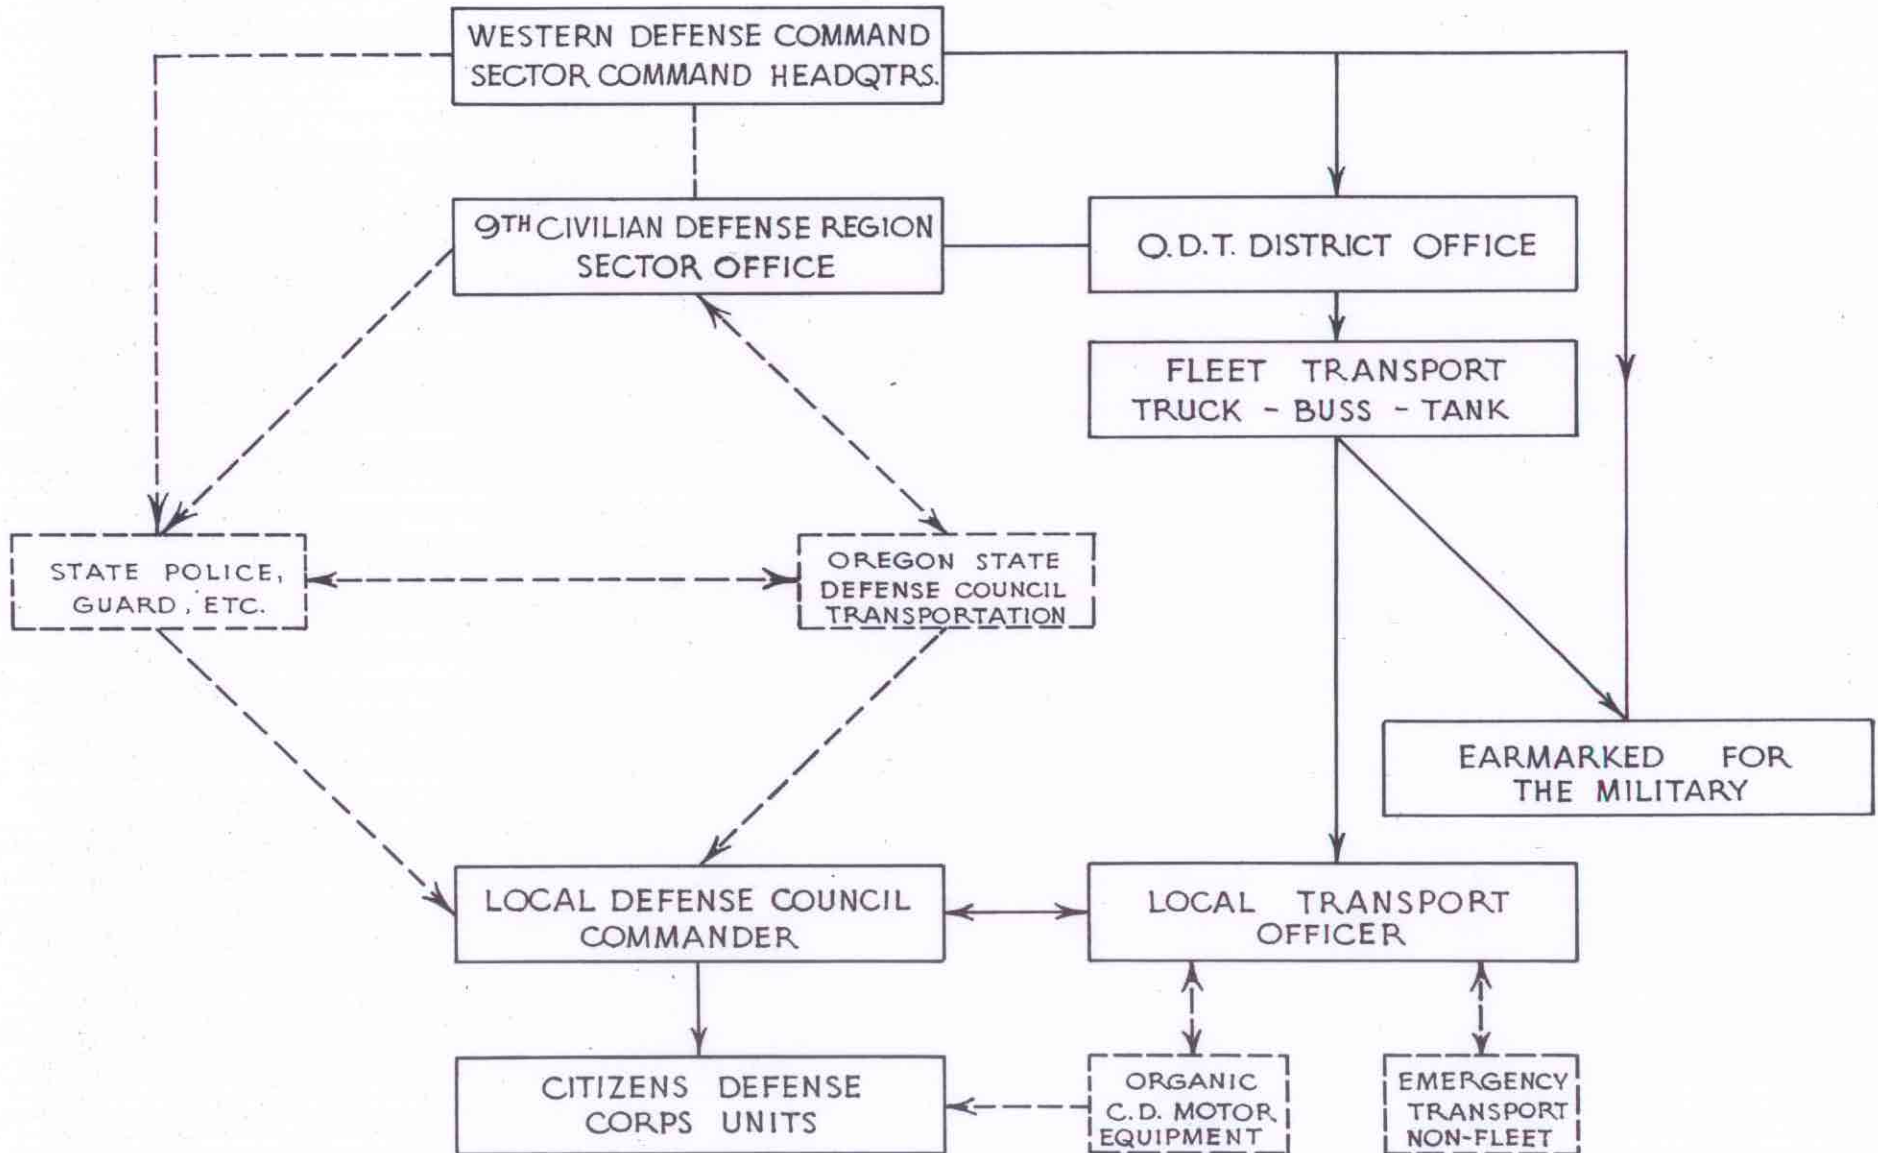 WESTERN DEFENSE COMMAND
SECTOR COMMAND HEADQTRS.
9TH CIVILIAN DEFENSE REGION
SECTOR OFFICE
O.D.T. DISTRICT OFFICE
FLEET TRANSPORT
TRUCK - BUSS - TANK
STATE POLICE,
GUARD, ETC.
OREGON STATE
DEFENSE COUNCIL
TRANSPORTATION
EARMARKED FOR
THE MILITARY
LOCAL DEFENSE COUNCIL
COMMANDER
LOCAL TRANSPORT
OFFICER
CITIZENS DEFENSE
CORPS UNITS
ORGANIC
C.D. MOTOR
EQUIPMENT
EMERGENCY
TRANSPORT
NON-FLEET